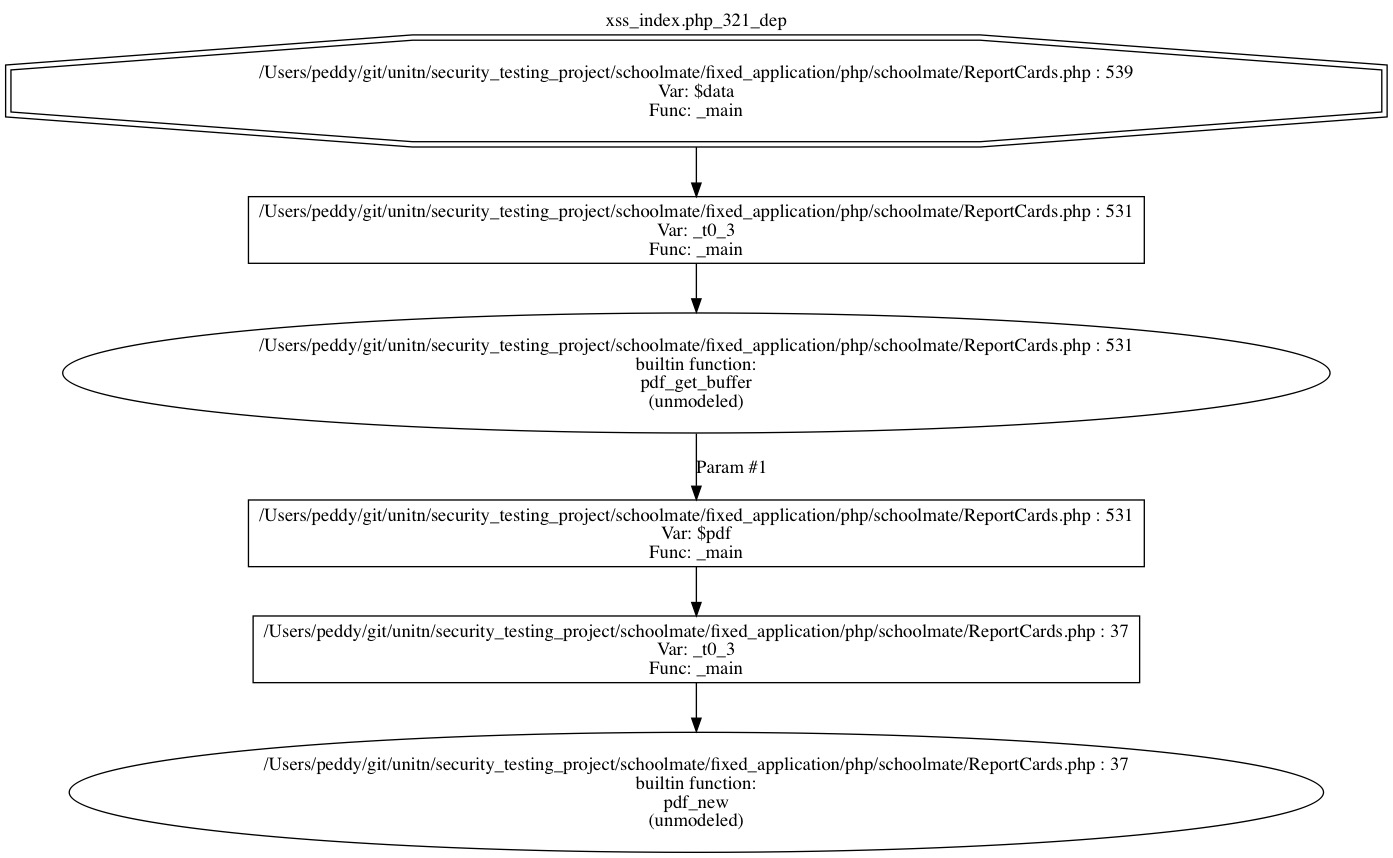 xss_index.php_321_dep
/Users/peddy/git/unitn/security_testing_project/schoolmate/fixed_application/php/schoolmate/ReportCards.php : 539
Var: $data
Func: _main
/Users/peddy/git/unitn/security_testing_project/schoolmate/fixed_application/php/schoolmate/ReportCards.php : 531
Var: _t0_3
Func: _main
/Users/peddy/git/unitn/security_testing_project/schoolmate/fixed_application/php/schoolmate/ReportCards.php : 531
builtin function:
pdf_get_buffer
(unmodeled)
Param #1
/Users/peddy/git/unitn/security_testing_project/schoolmate/fixed_application/php/schoolmate/ReportCards.php : 531
Var: $pdf
Func: _main
/Users/peddy/git/unitn/security_testing_project/schoolmate/fixed_application/php/schoolmate/ReportCards.php : 37
Var: _t0_3
Func: _main
/Users/peddy/git/unitn/security_testing_project/schoolmate/fixed_application/php/schoolmate/ReportCards.php : 37
builtin function:
pdf_new
(unmodeled)